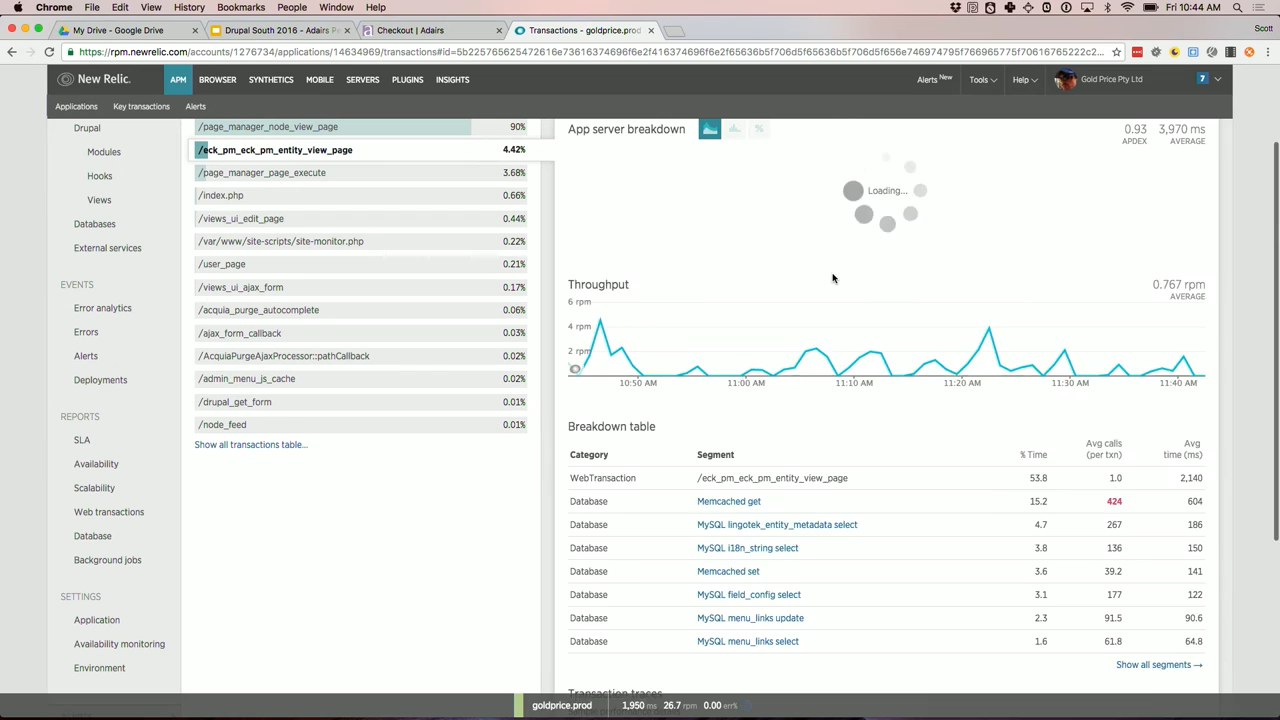 Chrome File Edit View History Bookmarks People Window Help
Fri 10:44 AM
My Drive - Google Drive
Drupal South 2016 - Adairs P
Checkout | Adairs
Transactions - goldprice.prod
Scott
https://rpm.newrelic.com/accounts/1276734/applications/14634969/transactions#id=
New Relic. APM BROWSER SYNTHETICS MOBILE SERVERS PLUGINS INSIGHTS
Alerts New Tools Help Gold Price Pty Ltd 7
Applications Key transactions Alerts
Drupal
Modules
Hooks
Views
Databases
External services
EVENTS
Error analytics
Errors
Alerts
Deployments
REPORTS
SLA
Availability
Scalability
Web transactions
Database
Background jobs
SETTINGS
Application
Availability monitoring
Environment
/page_manager_node_view_page 90%
/eck_pm_eck_pm_entity_view_page 4.42%
/page_manager_page_execute 3.68%
/index.php 0.66%
/views_ui_edit_page 0.44%
/var/www/site-scripts/site-monitor.php 0.22%
/user_page 0.21%
/views_ui_ajax_form 0.17%
/acquia_purge_autocomplete 0.06%
/ajax_form_callback 0.03%
/AcquiaPurgeAjaxProcessor::pathCallback 0.02%
/admin_menu_js_cache 0.02%
/drupal_get_form 0.01%
/node_feed 0.01%
Show all transactions table...
App server breakdown
0.93 3,970 ms
APDEX AVERAGE
Loading...
Throughput
0.767 rpm
AVERAGE
6 rpm
4 rpm
2 rpm
10:50 AM 11:00 AM 11:10 AM 11:20 AM 11:30 AM 11:40 AM
Breakdown table
Category Segment % Time Avg calls (per txn) Avg time (ms)
WebTransaction /eck_pm_eck_pm_entity_view_page 53.8 1.0 2,140
Database Memcached get 15.2 424 604
Database MySQL lingotek_entity_metadata select 4.7 267 186
Database MySQL i18n_string select 3.8 136 150
Database Memcached set 3.6 39.2 141
Database MySQL field_config select 3.1 177 122
Database MySQL menu_links update 2.3 91.5 90.6
Database MySQL menu_links select 1.6 61.8 64.8
Show all segments →
Transaction traces
goldprice.prod 1,950 ms 26.7 rpm 0.00 err%